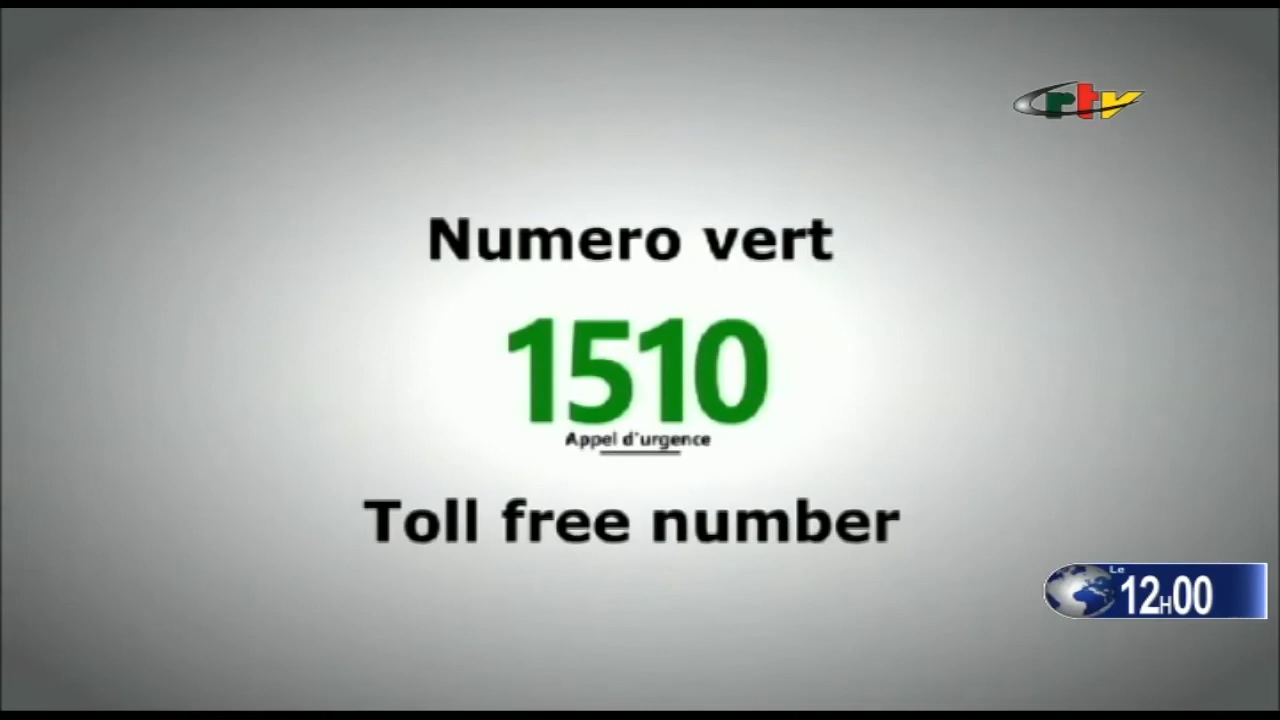 crtv
Numero vert
1510
Appel d'urgence
Toll free number
Le
12H00